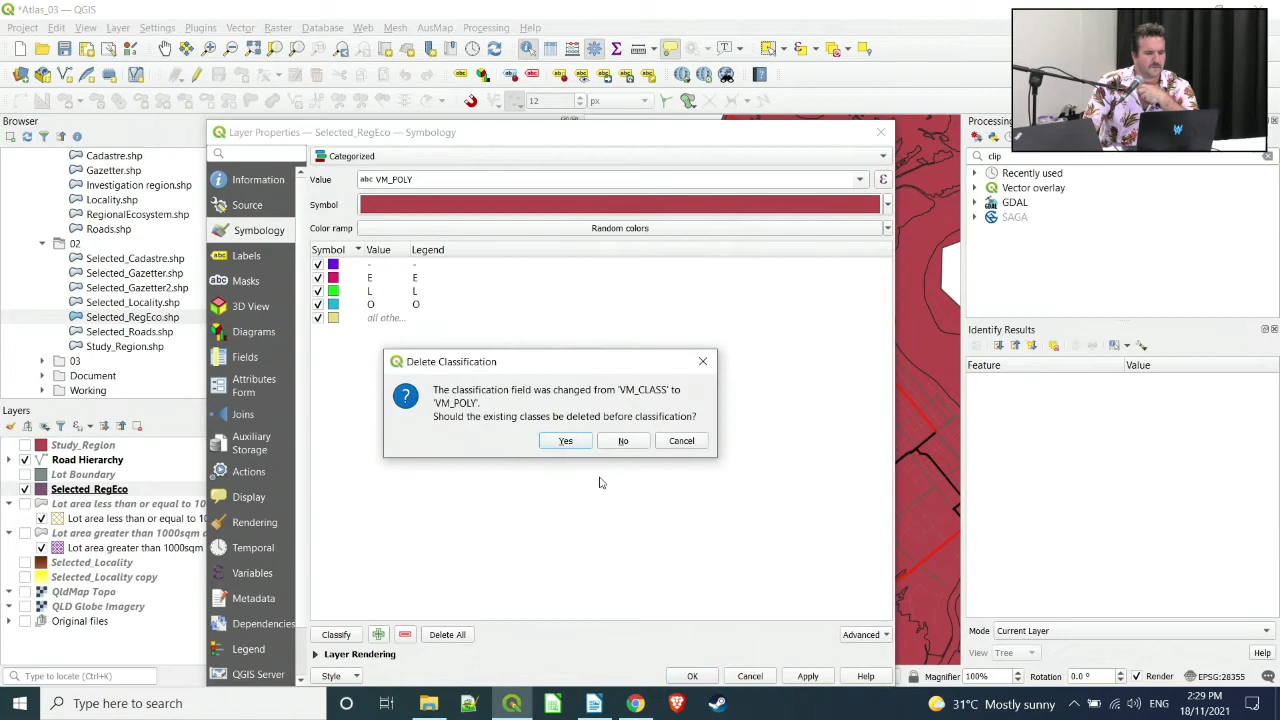 *Atlas_03 — QGIS
Project Edit View Layer Settings Plugins Vector Raster Database Web Mesh AusMap Processing Help
12 px
Browser
Cadastre.shp
Gazetter.shp
Investigation region.shp
Locality.shp
RegionalEcosystem.shp
Roads.shp
02
Selected_Cadastre.shp
Selected_Gazetter.shp
Selected_Gazetter2.shp
Selected_Locality.shp
Selected_RegEco.shp
Selected_Roads.shp
Study_Region.shp
03
Document
Working
Layers
Study_Region
Road Hierarchy
Lot Boundary
Selected_RegEco
Lot area less than or equal to 10
Lot area less than or equal to 10
Lot area greater than 1000sqm a
Lot area greater than 1000sqm
Selected_Locality
Selected_Locality copy
QldMap Topo
QLD Globe Imagery
Original files
Layer Properties — Selected_RegEco — Symbology
Information
Source
Symbology
Labels
Masks
3D View
Diagrams
Fields
Attributes
Form
Joins
Auxiliary
Storage
Actions
Display
Rendering
Temporal
Variables
Metadata
Dependencies
Legend
QGIS Server
Categorized
Value abc VM_POLY
Symbol
Color ramp Random colors
Symbol Value Legend
- -
E E
L L
O O
all othe...
Delete Classification
The classification field was changed from 'VM_CLASS' to
'VM_POLY'.
Should the existing classes be deleted before classification?
Yes No Cancel
Classify Delete All Advanced
Layer Rendering
Style OK Cancel Apply Help
Processing
clip
Recently used
Vector overlay
GDAL
SAGA
Identify Results
Feature Value
Mode Current Layer
View Tree Help
Type to locate (Ctrl+K)
Magnifier 100% Rotation 0.0 ° Render EPSG:28355
Type here to search
31°C Mostly sunny ENG 2:29 PM
18/11/2021